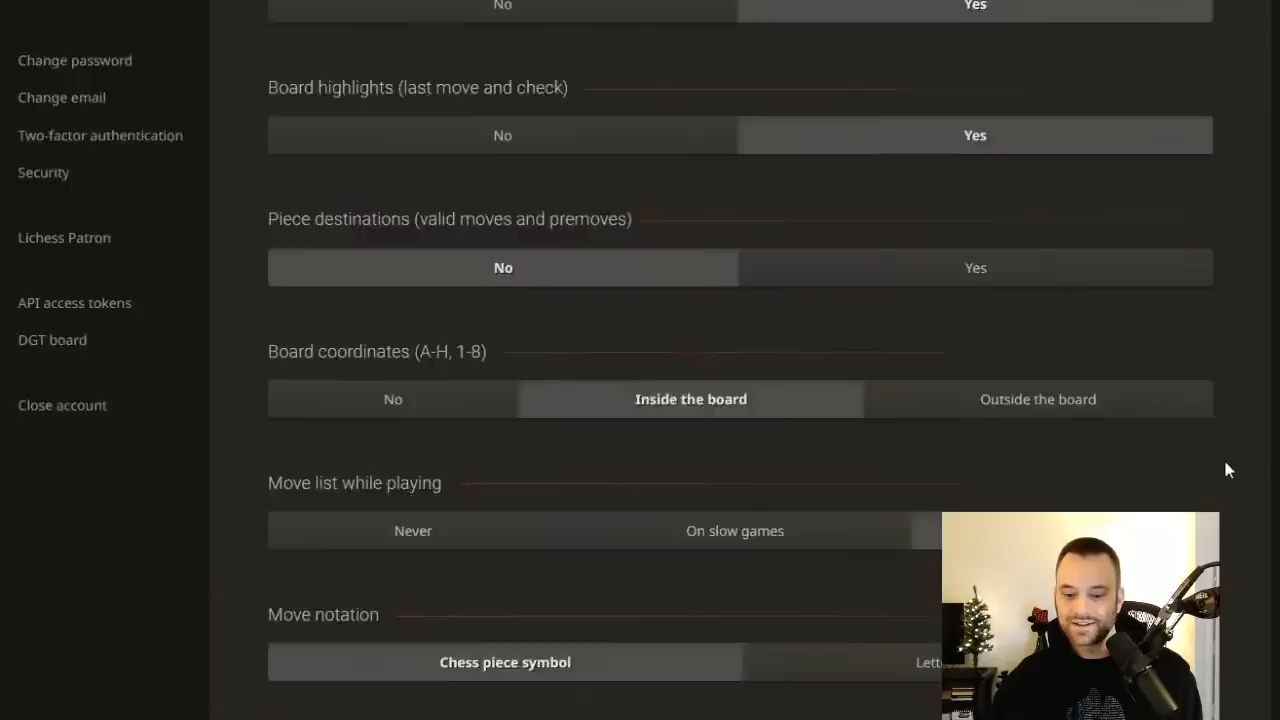 No
Yes
Change password
Change email
Two-factor authentication
Security
Lichess Patron
API access tokens
DGT board
Close account
Board highlights (last move and check)
No
Yes
Piece destinations (valid moves and premoves)
No
Yes
Board coordinates (A-H, 1-8)
No
Inside the board
Outside the board
Move list while playing
Never
On slow games
Move notation
Chess piece symbol